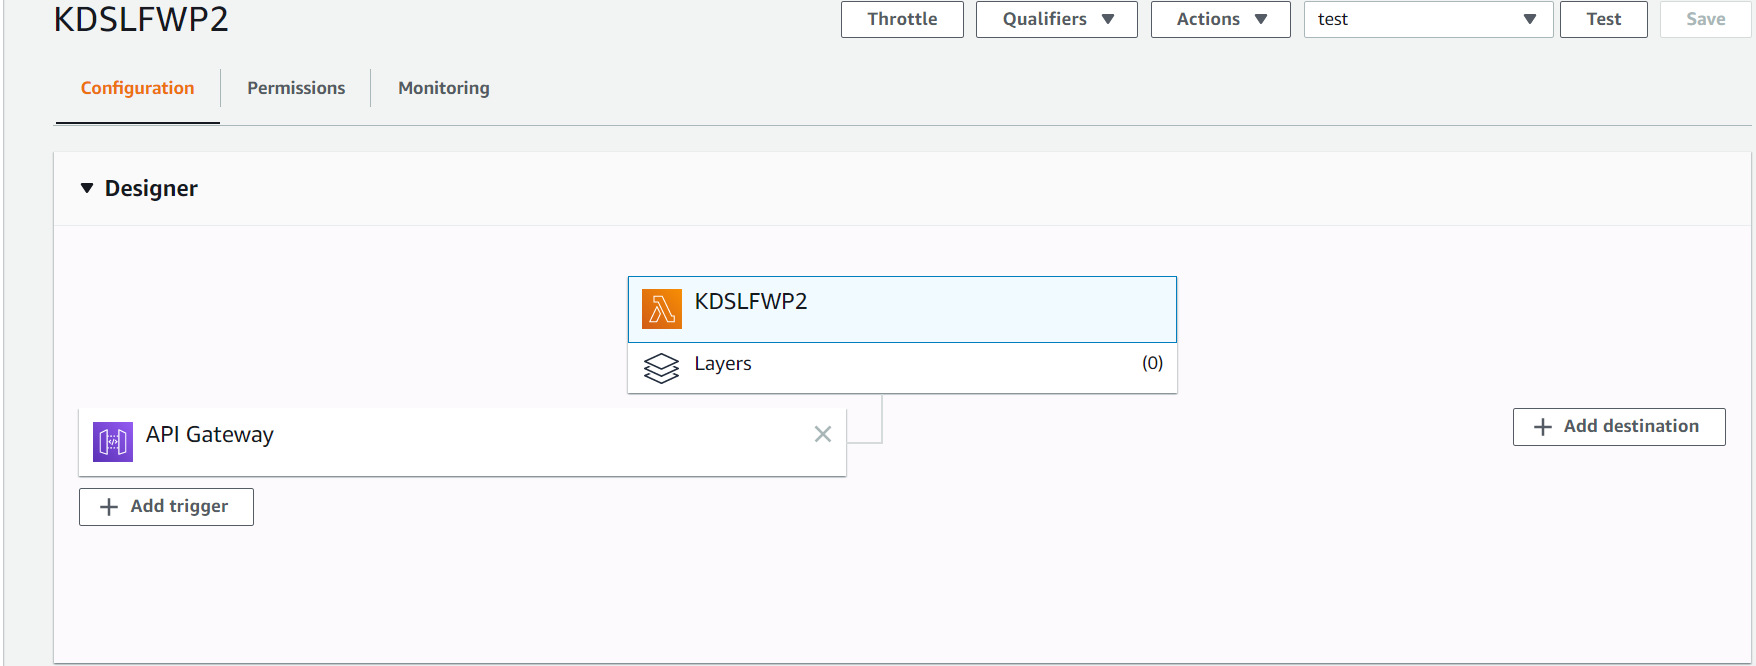 KDSLFWP2
Throttle
Qualifiers
Actions
test
Test
Save
Configuration
Permissions
Monitoring
Designer
KDSLFWP2
Layers
(0)
API Gateway
Add destination
Add trigger